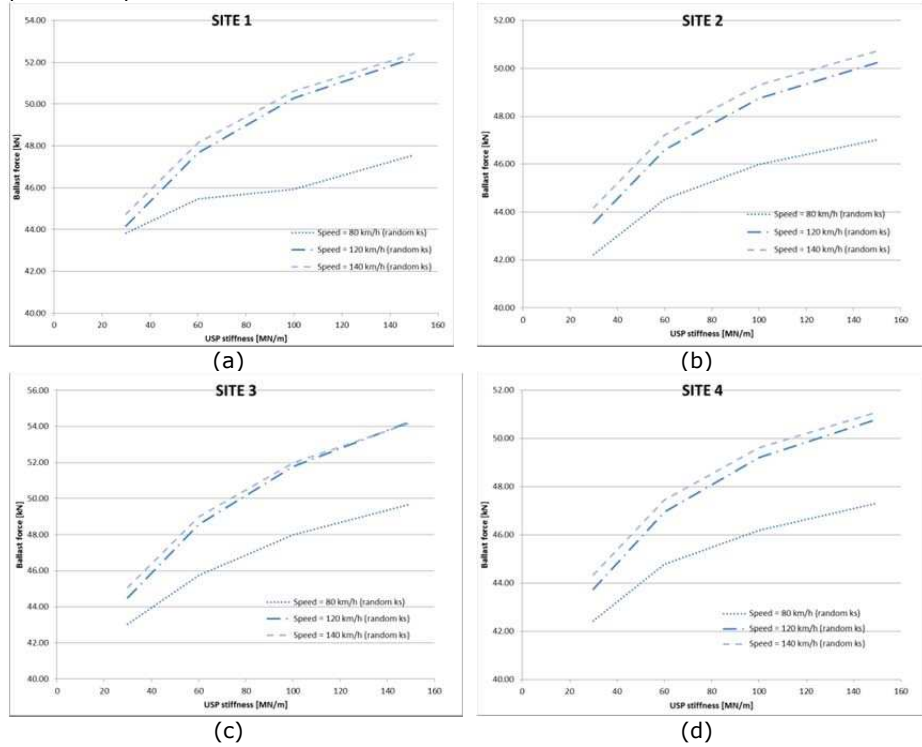 SITE 1
54.00
52.00
50.00
48.00
46.00
44.00
42.00
40.00
Ballast force [kN]
Speed = 80 km/h (random ks)
Speed = 120 km/h (random ks)
Speed = 140 km/h (random ks)
0 20 40 60 80 100 120 140 160
USP stiffness [MN/m]
(a)
SITE 2
52.00
50.00
48.00
46.00
44.00
42.00
40.00
Ballast force [kN]
Speed = 80 km/h (random ks)
Speed = 120 km/h (random ks)
Speed = 140 km/h (random ks)
0 20 40 60 80 100 120 140 160
USP stiffness [MN/m]
(b)
SITE 3
56.00
54.00
52.00
50.00
48.00
46.00
44.00
42.00
40.00
Ballast force [kN]
Speed = 80 km/h (random ks)
Speed = 120 km/h (random ks)
Speed = 140 km/h (random ks)
0 20 40 60 80 100 120 140 160
USP stiffness [MN/m]
(c)
SITE 4
52.00
50.00
48.00
46.00
44.00
42.00
40.00
Ballast force [kN]
Speed = 80 km/h (random ks)
Speed = 120 km/h (random ks)
Speed = 140 km/h (random ks)
0 20 40 60 80 100 120 140 160
USP stiffness [MN/m]
(d)